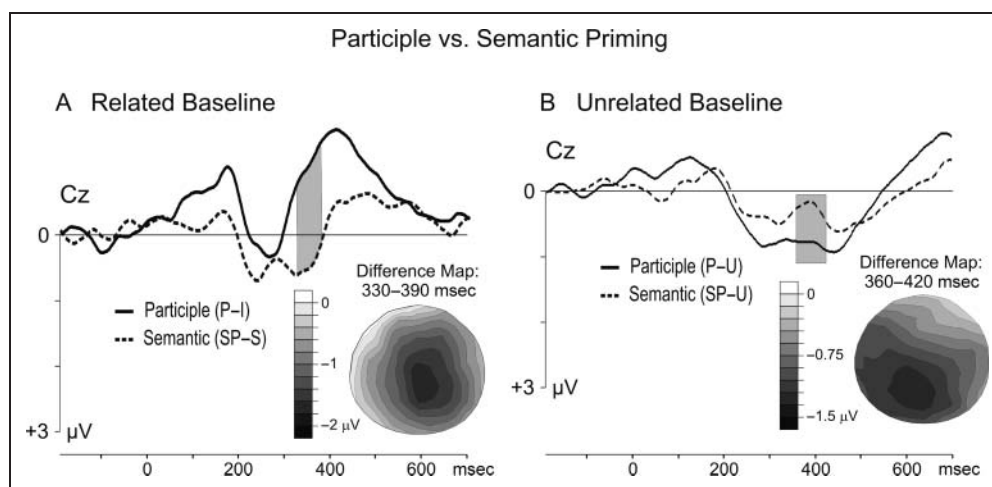 Participle vs. Semantic Priming
A Related Baseline
Cz
0
+3 µV
Participle (P–I)
Semantic (SP–S)
Difference Map:
330–390 msec
0
−1
−2 µV
0 200 400 600 msec
B Unrelated Baseline
Cz
0
+3 µV
Participle (P–U)
Semantic (SP–U)
Difference Map:
360–420 msec
0
−0.75
−1.5 µV
0 200 400 600 msec